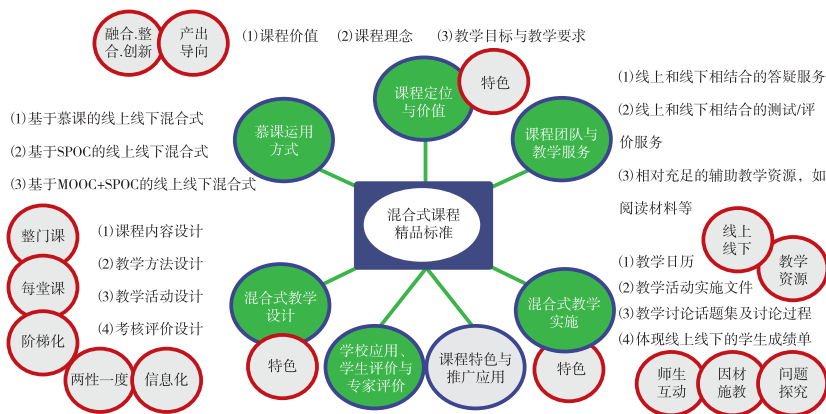 融合.整
合.创新
产出
导向
(1)课程价值 (2)课程理念 (3)教学目标与教学要求
课程定位
与价值
特色
(1)基于慕课的线上线下混合式
(2)基于SPOC的线上线下混合式
(3)基于MOOC+SPOC的线上线下混合式
慕课运用
方式
课程团队与
教学服务
(1)线上和线下相结合的答疑服务
(2)线上和线下相结合的测试/评
价服务
(3)相对充足的辅助教学资源，如
阅读材料等
混合式课程
精品标准
整门课
每堂课
阶梯化
两性一度
信息化
(1)课程内容设计
(2)教学方法设计
(3)教学活动设计
(4)考核评价设计
混合式教学
设计
特色
学校应用、
学生评价与
专家评价
课程特色与
推广应用
混合式教学
实施
特色
线上
线下
教学
资源
(1)教学日历
(2)教学活动实施文件
(3)教学讨论话题集及讨论过程
(4)体现线上线下的学生成绩单
师生
互动
因材
施教
问题
探究